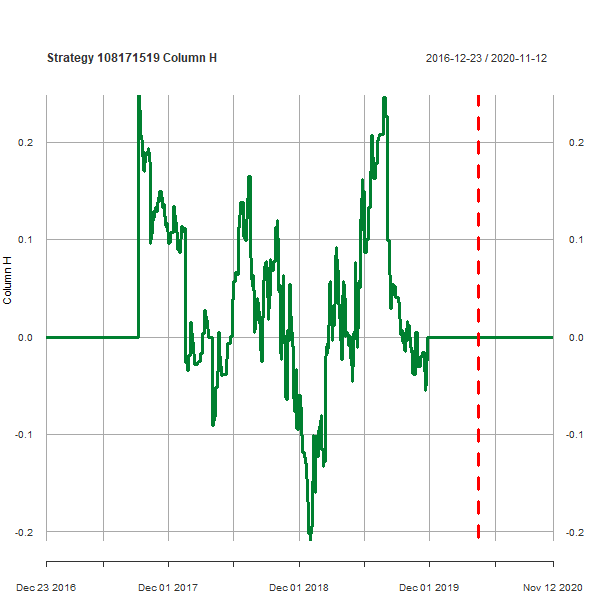 Strategy 108171519 Column H
2016-12-23 / 2020-11-12
0.2
0.2
0.1
0.1
Column H
0.0
0.0
-0.1
-0.1
-0.2
-0.2
Dec 23 2016
Dec 01 2017
Dec 01 2018
Dec 01 2019
Nov 12 2020